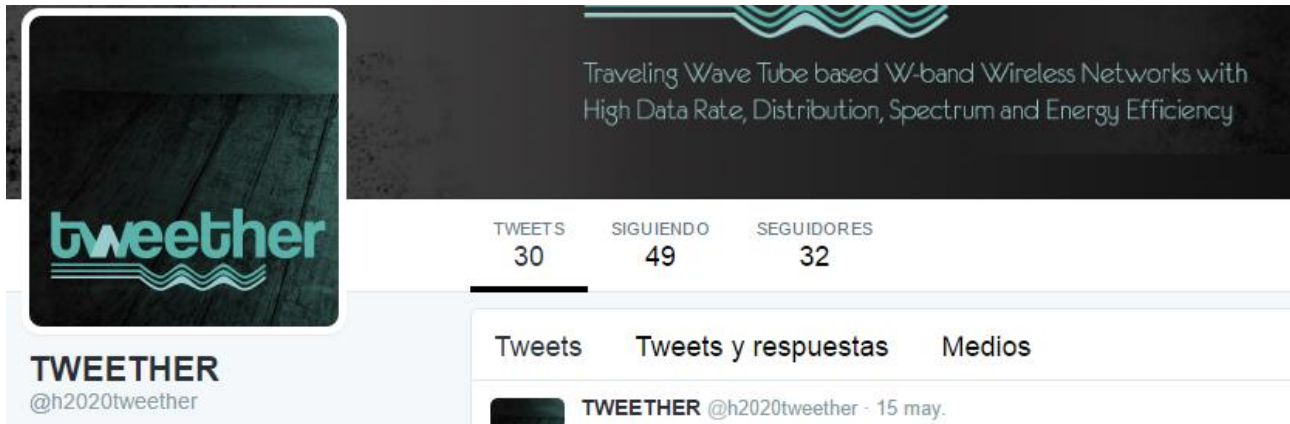 Traveling Wave Tube based W-band Wireless Networks with
High Data Rate, Distribution, Spectrum and Energy Efficiency
tweether
TWEETS SIGUIENDO SEGUIDORES
30 49 32
TWEETHER
@h2020tweether
Tweets Tweets y respuestas Medios
TWEETHER @h2020tweether · 15 may.